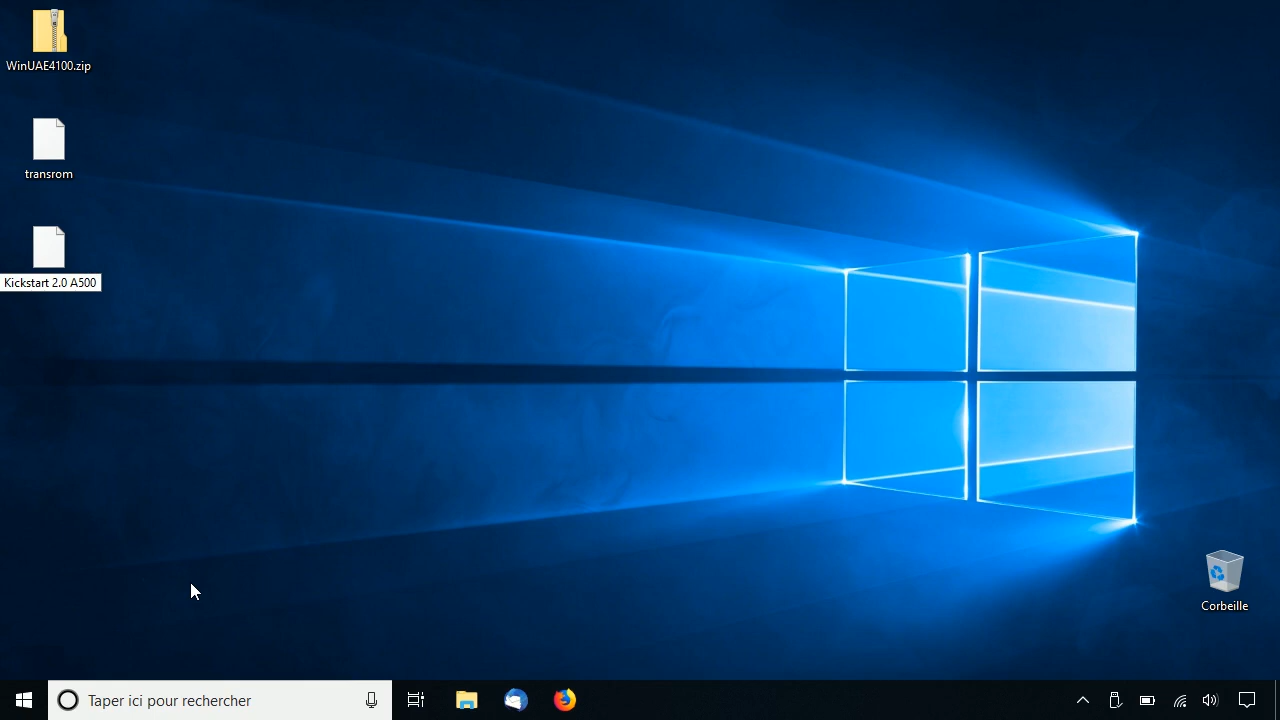 WinUAE4100.zip
transrom
Kickstart 2.0 A500
Corbeille
Taper ici pour rechercher